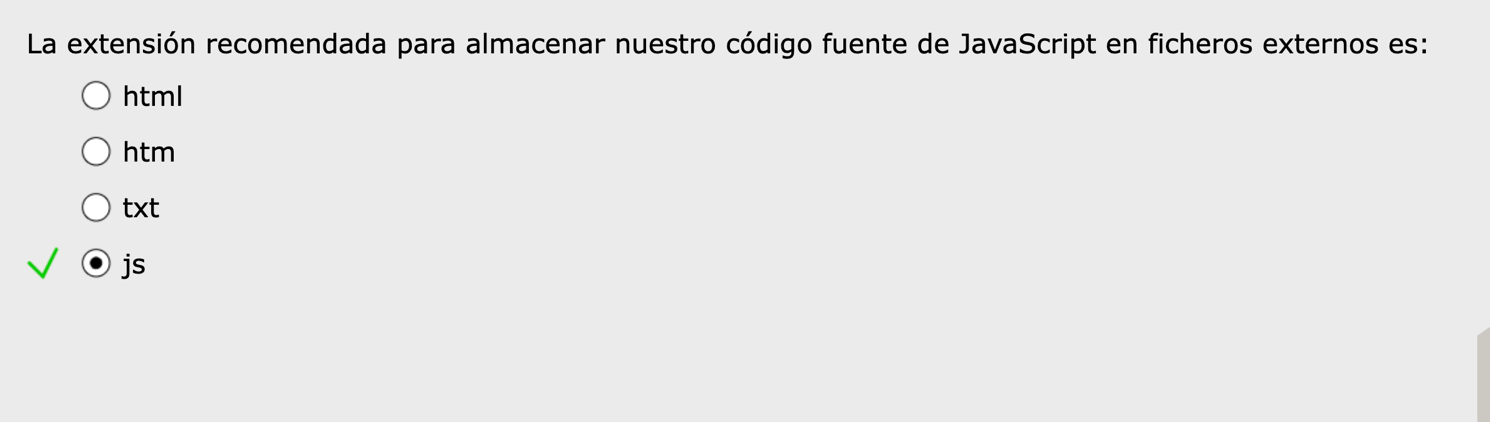 La extensión recomendada para almacenar nuestro código fuente de JavaScript en ficheros externos es:
html
htm
txt
js